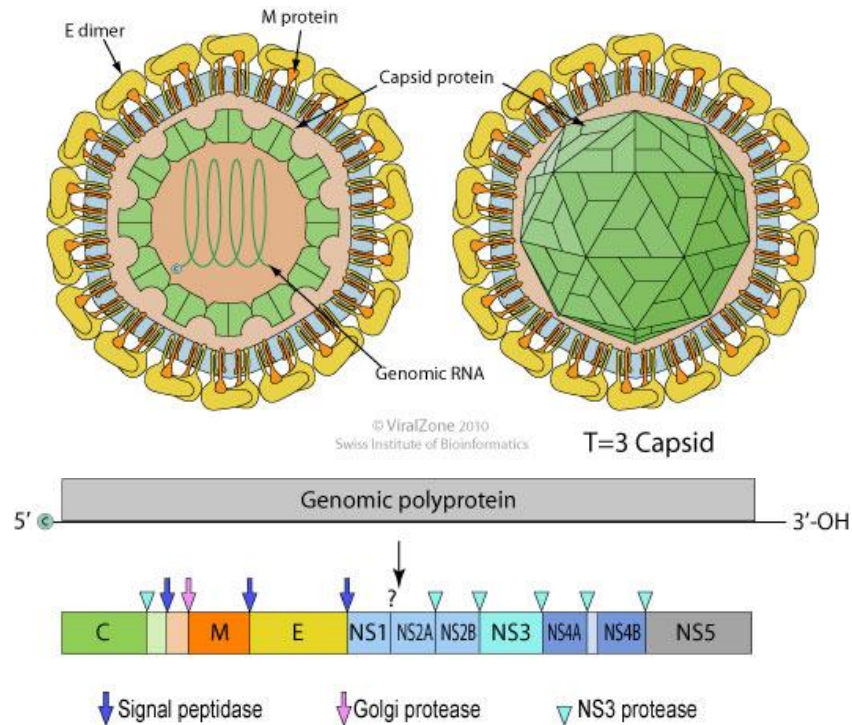 M protein
E dimer
Capsid protein
Genomic RNA
© ViralZone 2010
Swiss Institute of Bioinformatics
T=3 Capsid
Genomic polyprotein
5′ C 3′-OH
?
C M E NS1 NS2A NS2B NS3 NS4A NS4B NS5
Signal peptidase Golgi protease NS3 protease